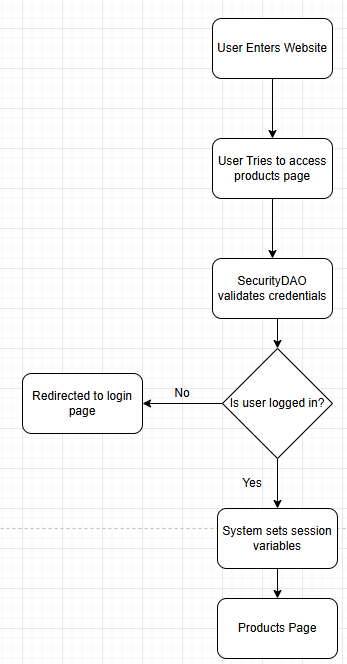 User Enters Website
User Tries to access
products page
SecurityDAO
validates credentials
Is user logged in?
No
Redirected to login
page
Yes
System sets session
variables
Products Page